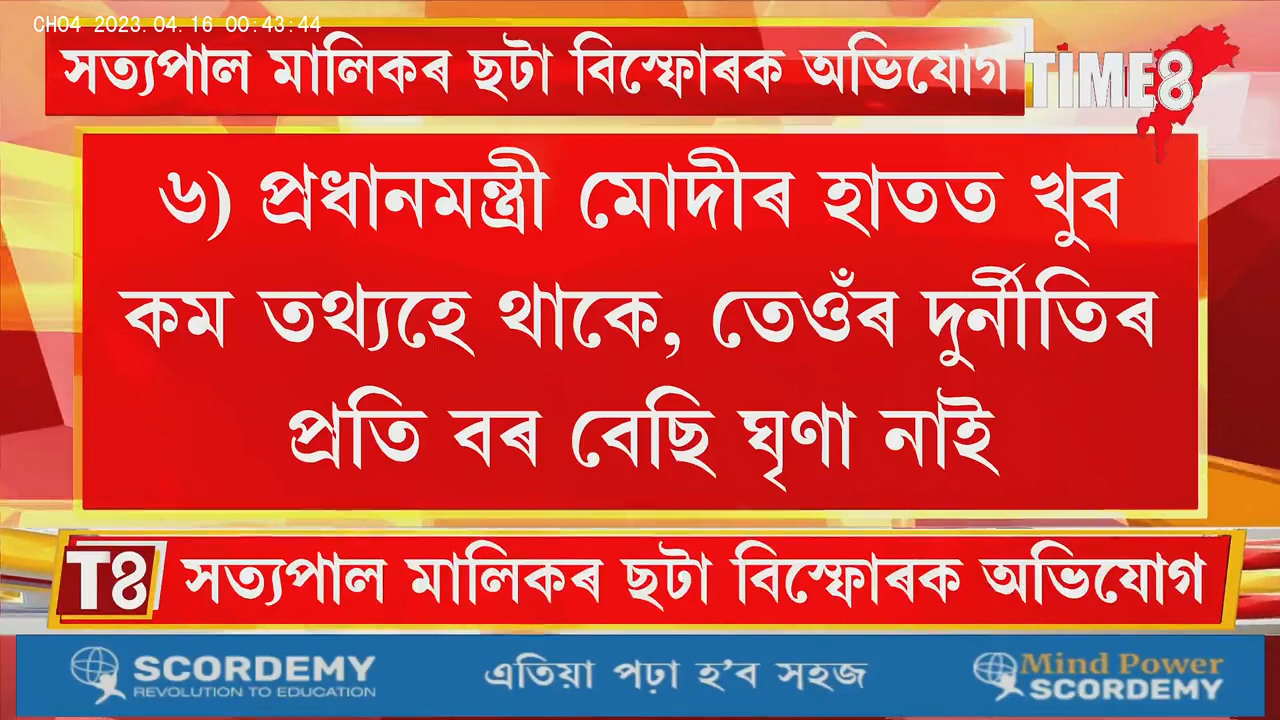 CH04 2023.04.16 00:43:44
সত্যপাল মালিকৰ ছটা বিস্ফোৰক অভিযোগ
TIME8
৬) প্ৰধানমন্ত্ৰী মোদীৰ হাতত খুব
কম তথ্যহে থাকে, তেওঁৰ দুৰ্নীতিৰ
প্ৰতি বৰ বেছি ঘৃণা নাই
T8 সত্যপাল মালিকৰ ছটা বিস্ফোৰক অভিযোগ
SCORDEMY
REVOLUTION TO EDUCATION
এতিয়া পঢ়া হ'ব সহজ
Mind Power
SCORDEMY